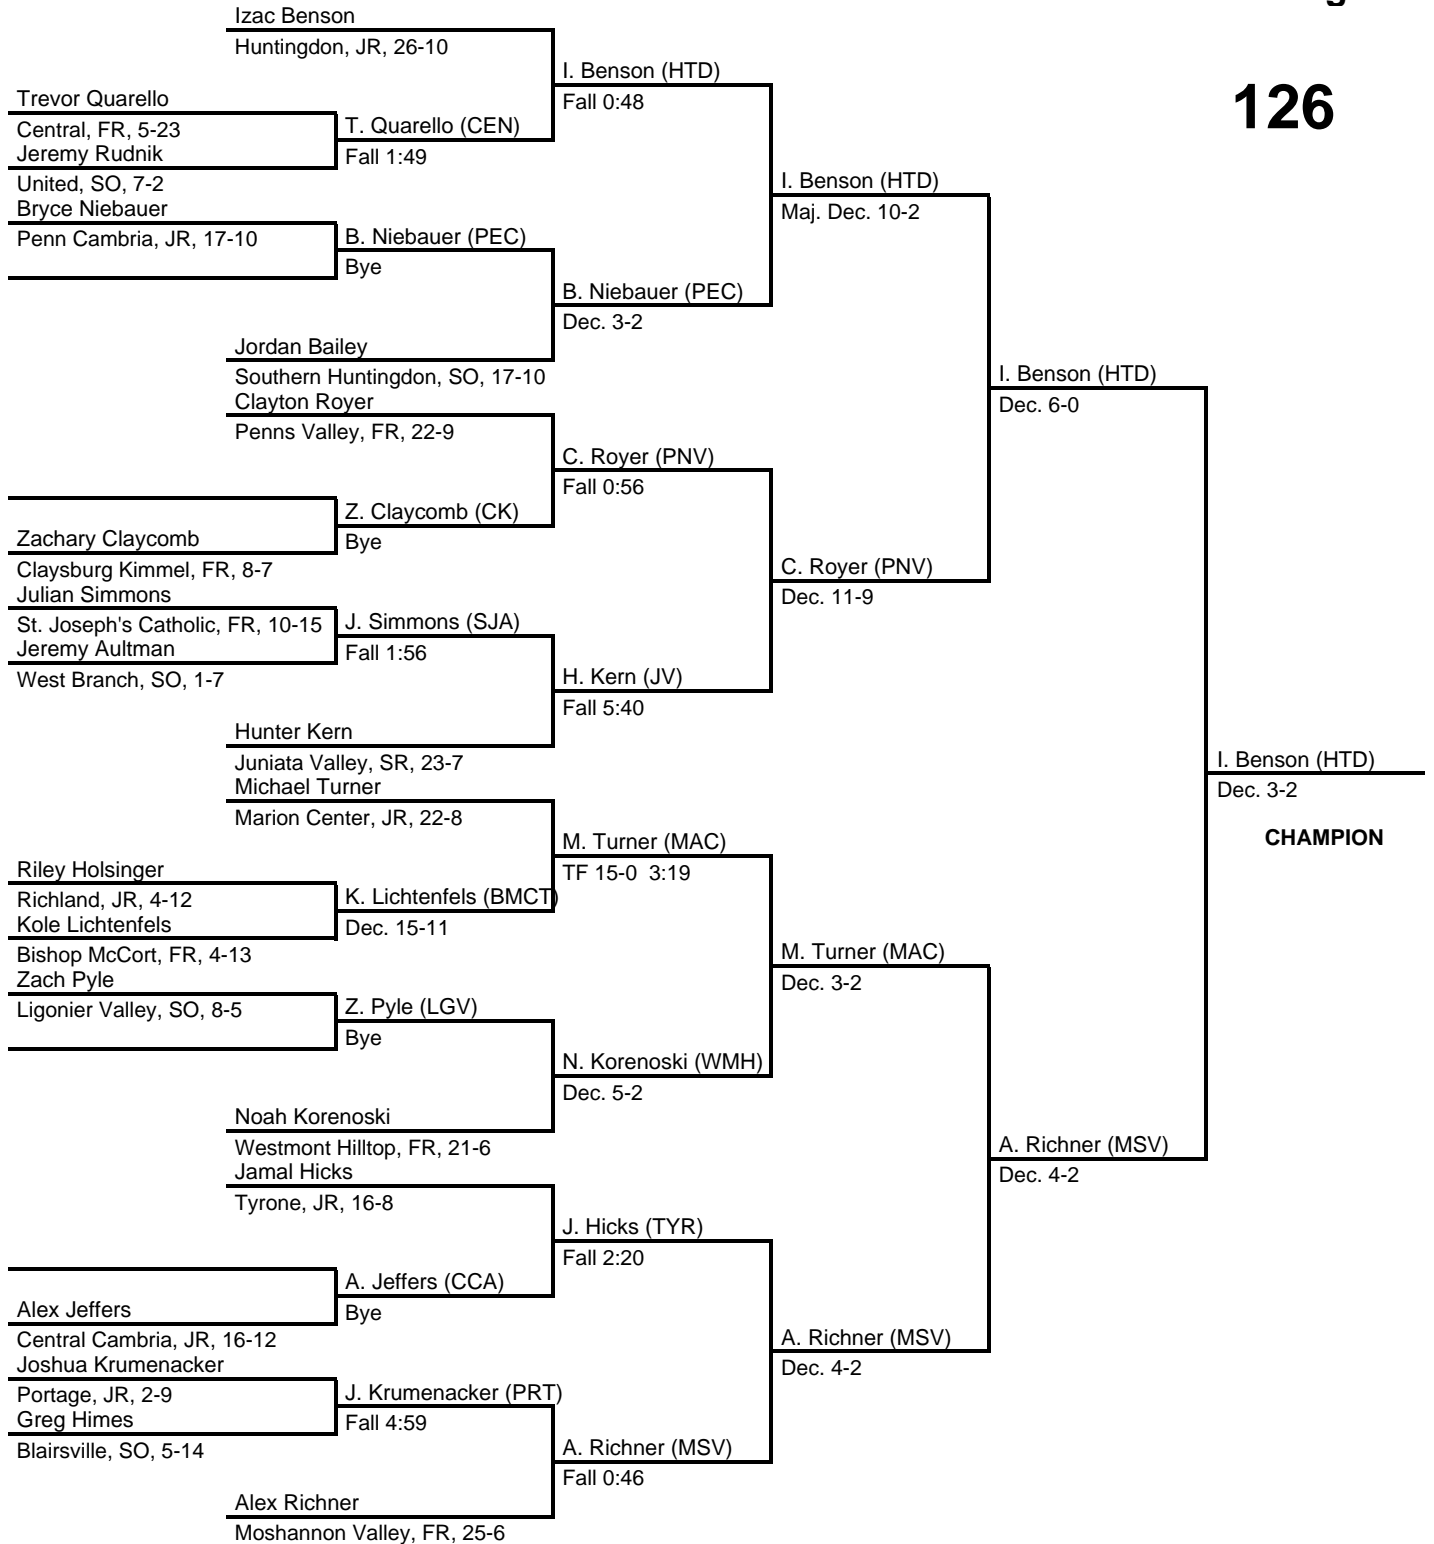 Izac Benson
Huntingdon, JR, 26-10
I. Benson (HTD)
Fall 0:48
126
Trevor Quarello
Central, FR, 5-23
Jeremy Rudnik
T. Quarello (CEN)
Fall 1:49
United, SO, 7-2
Bryce Niebauer
Penn Cambria, JR, 17-10
I. Benson (HTD)
Maj. Dec. 10-2
B. Niebauer (PEC)
Bye
B. Niebauer (PEC)
Dec. 3-2
Jordan Bailey
Southern Huntingdon, SO, 17-10
Clayton Royer
Penns Valley, FR, 22-9
I. Benson (HTD)
Dec. 6-0
C. Royer (PNV)
Fall 0:56
Z. Claycomb (CK)
Bye
Zachary Claycomb
Claysburg Kimmel, FR, 8-7
Julian Simmons
C. Royer (PNV)
Dec. 11-9
St. Joseph's Catholic, FR, 10-15
Jeremy Aultman
J. Simmons (SJA)
Fall 1:56
West Branch, SO, 1-7
H. Kern (JV)
Fall 5:40
Hunter Kern
Juniata Valley, SR, 23-7
Michael Turner
Marion Center, JR, 22-8
I. Benson (HTD)
Dec. 3-2
CHAMPION
M. Turner (MAC)
TF 15-0 3:19
Riley Holsinger
Richland, JR, 4-12
Kole Lichtenfels
K. Lichtenfels (BMCT)
Dec. 15-11
Bishop McCort, FR, 4-13
Zach Pyle
Ligonier Valley, SO, 8-5
M. Turner (MAC)
Dec. 3-2
Z. Pyle (LGV)
Bye
N. Korenoski (WMH)
Dec. 5-2
Noah Korenoski
Westmont Hilltop, FR, 21-6
Jamal Hicks
Tyrone, JR, 16-8
A. Richner (MSV)
Dec. 4-2
J. Hicks (TYR)
Fall 2:20
A. Jeffers (CCA)
Bye
Alex Jeffers
Central Cambria, JR, 16-12
Joshua Krumenacker
A. Richner (MSV)
Dec. 4-2
Portage, JR, 2-9
Greg Himes
J. Krumenacker (PRT)
Fall 4:59
Blairsville, SO, 5-14
A. Richner (MSV)
Fall 0:46
Alex Richner
Moshannon Valley, FR, 25-6